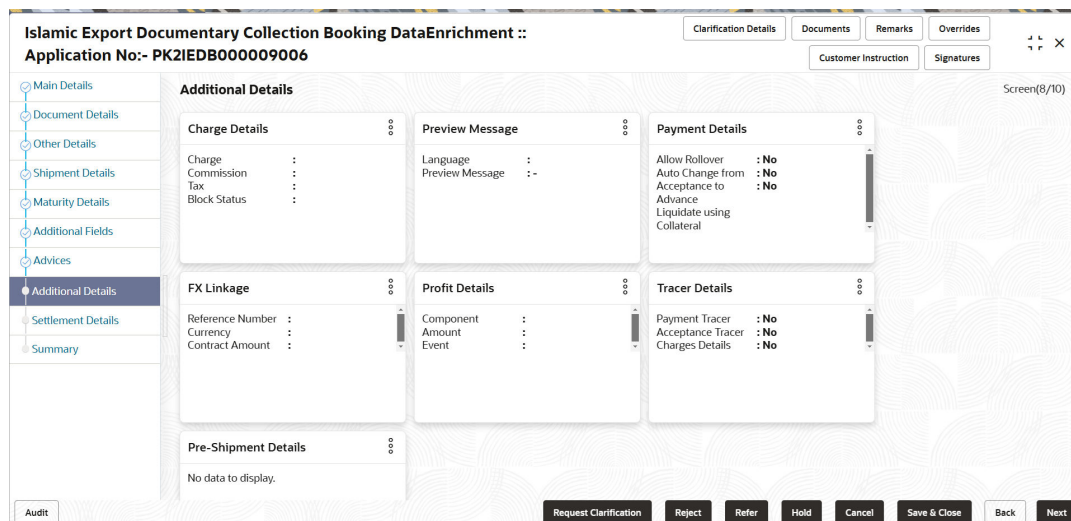 Islamic Export Documentary Collection Booking DataEnrichment ::
Application No:- PK2IEDB000009006
Clarification Details
Documents
Remarks
Overrides
Customer Instruction
Signatures
Main Details
Document Details
Other Details
Shipment Details
Maturity Details
Additional Fields
Advices
Additional Details
Settlement Details
Summary
Additional Details
Screen(8/10)
Charge Details
Charge :
Commission :
Tax :
Block Status :
Preview Message
Language :
Preview Message : -
Payment Details
Allow Rollover : No
Auto Change from : No
Acceptance to : No
Advance
Liquidate using
Collateral
FX Linkage
Reference Number :
Currency :
Contract Amount :
Profit Details
Component :
Amount :
Event :
Tracer Details
Payment Tracer : No
Acceptance Tracer : No
Charges Details : No
Pre-Shipment Details
No data to display.
Audit
Request Clarification
Reject
Refer
Hold
Cancel
Save & Close
Back
Next